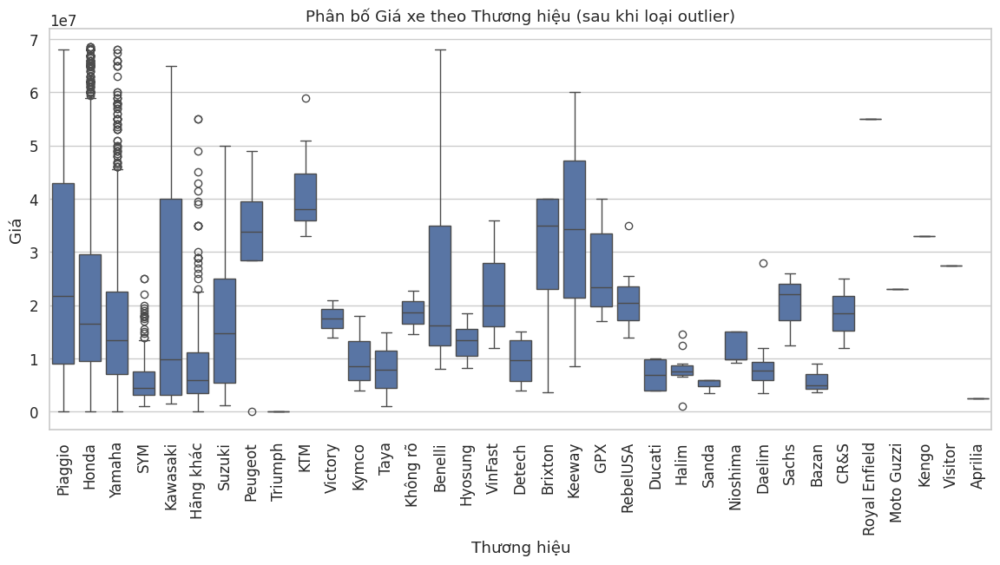 Phân bố Giá xe theo Thương hiệu (sau khi loại outlier)
1e7
7
6
5
4
3
2
1
0
Giá
Piaggio
Honda
Yamaha
SYM
Kawasaki
Hãng khác
Suzuki
Peugeot
Triumph
KTM
Victory
Kymco
Taya
Không rõ
Benelli
Hyosung
VinFast
Detech
Brixton
Keeway
GPX
RebelUSA
Ducati
Halim
Sanda
Nioshima
Daelim
Sachs
Bazan
CR&S
Royal Enfield
Moto Guzzi
Kengo
Visitor
Aprilia
Thương hiệu